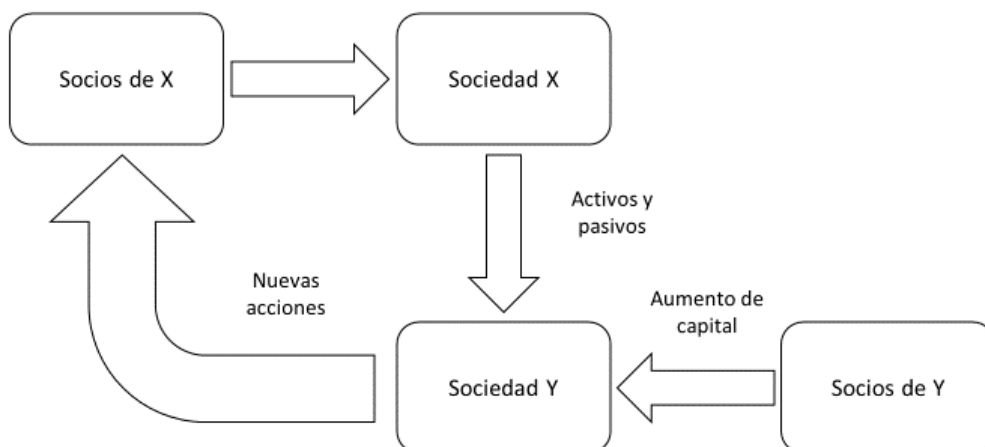 Socios de X
Sociedad X
Activos y
pasivos
Nuevas
acciones
Aumento de
capital
Sociedad Y
Socios de Y